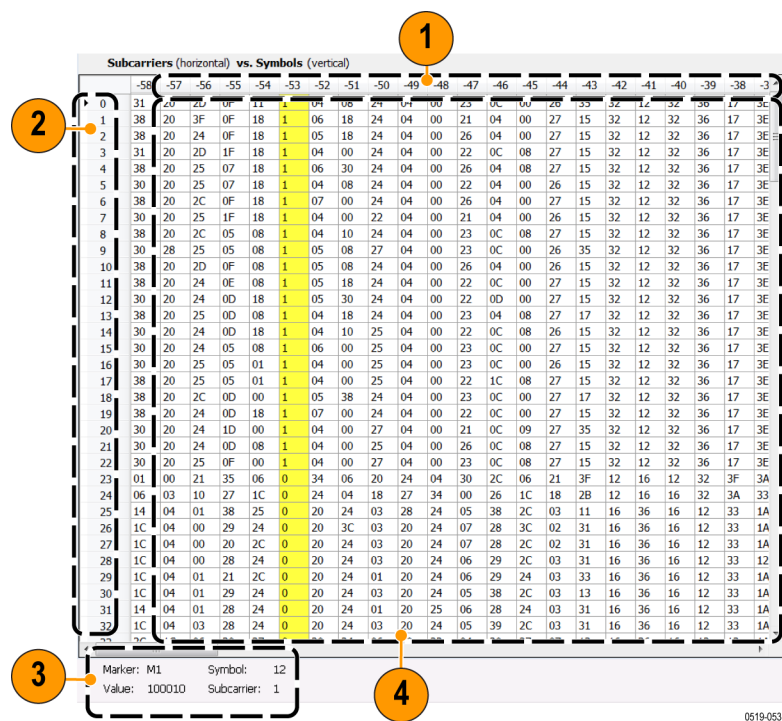 1
Subcarriers (horizontal) vs. Symbols (vertical)
-58 -57 -56 -55 -54 -53 -52 -51 -50 -49 -48 -47 -46 -45 -44 -43 -42 -41 -40 -39 -38 -3
2
0 31 20 2D 0F 11 1 04 08 24 04 00 23 0C 00 26 35 32 12 32 36 17 3E
1 38 20 3F 0F 18 1 06 18 24 04 00 21 04 00 27 15 32 12 32 36 17 3E
2 38 20 24 0F 18 1 05 18 24 04 00 26 04 00 27 15 32 12 32 36 17 3E
3 31 20 2D 1F 18 1 04 00 24 04 00 22 0C 08 27 15 32 12 32 36 17 3E
4 38 20 25 07 18 1 06 30 24 04 00 26 04 08 27 15 32 12 32 36 17 3E
5 30 20 25 07 18 1 04 08 24 04 00 22 04 00 26 15 32 12 32 36 17 3E
6 38 20 2C 0F 18 1 07 00 24 04 00 26 04 00 27 15 32 12 32 36 17 3E
7 30 20 25 1F 18 1 04 00 22 04 00 21 04 00 26 15 32 12 32 36 17 3E
8 38 20 2C 05 08 1 04 10 24 04 00 23 0C 08 27 15 32 12 32 36 17 3E
9 30 28 25 05 08 1 05 08 27 04 00 23 0C 00 26 35 32 12 32 36 17 3E
10 38 20 2D 0F 08 1 05 08 24 04 00 26 04 00 26 15 32 12 32 36 17 3E
11 38 20 24 0E 08 1 05 18 24 04 00 22 0C 00 27 15 32 12 32 36 17 3E
12 30 20 24 0D 18 1 05 30 24 04 00 22 0D 00 27 15 32 12 32 36 17 3E
13 38 20 25 0D 08 1 04 18 24 04 00 23 04 08 27 17 32 12 32 36 17 3E
14 30 20 24 0D 18 1 04 10 25 04 00 22 0C 08 26 15 32 12 32 36 17 3E
15 30 20 24 05 08 1 06 00 25 04 00 23 0C 00 27 15 32 12 32 36 17 3E
16 30 20 25 05 01 1 04 00 25 04 00 23 0C 00 26 15 32 12 32 36 17 3E
17 38 20 25 05 01 1 04 00 25 04 00 22 1C 08 27 15 32 12 32 36 17 3E
18 38 20 2C 0D 00 1 05 38 24 04 00 23 0C 00 27 17 32 12 32 36 17 3E
19 38 20 24 0D 18 1 07 00 24 04 00 22 0C 00 27 15 32 12 32 36 17 3E
20 30 20 24 1D 00 1 04 00 27 04 00 21 0C 09 27 35 32 12 32 36 17 3E
21 30 20 24 0D 08 1 04 00 25 04 00 26 0C 08 27 15 32 12 32 36 17 3E
22 30 20 25 0F 00 1 04 00 27 04 00 23 0C 08 27 15 32 12 32 36 17 3E
23 01 00 21 35 06 0 34 06 20 24 04 30 2C 06 21 3F 12 16 12 32 3F 3A
24 06 03 10 27 1C 0 24 04 18 27 34 00 26 1C 18 2B 12 16 16 32 3A 33
25 14 04 01 38 25 0 20 24 03 28 24 05 38 2C 03 11 16 36 16 12 33 1A
26 1C 04 00 29 24 0 20 3C 03 20 24 07 28 3C 02 31 16 36 16 12 33 1A
27 1C 04 00 20 2C 0 20 24 03 20 24 07 28 2C 02 31 16 36 16 12 33 1A
28 1C 04 00 28 24 0 20 24 03 20 24 06 29 2C 03 31 16 36 16 12 33 12
29 1C 04 01 21 2C 0 20 24 01 20 24 06 29 24 03 33 16 36 16 12 33 1A
30 1C 04 01 29 24 0 20 24 03 20 24 05 38 2C 03 13 16 36 16 12 33 1A
31 14 04 01 28 24 0 20 24 01 20 25 06 28 24 03 31 16 36 16 12 33 1A
32 1C 04 03 28 24 0 20 24 03 20 24 05 39 2C 03 31 16 36 16 12 33 1A
3
Marker: M1 Symbol: 12
Value: 100010 Subcarrier: 1
4
0519-053